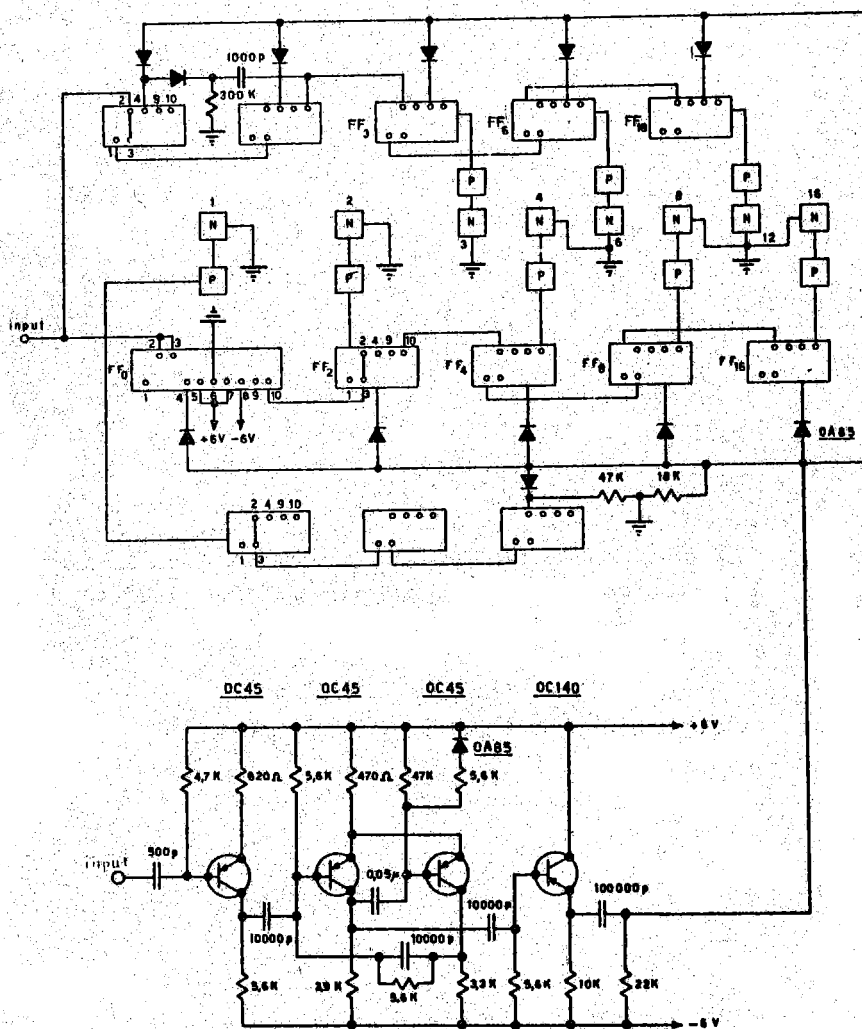 1000p
2 4 9 10
300K
FF3
FF6
FF18
1 3
P
P
P
1
2
4
8
16
N
N
N
N
N
N
N
N
3
6
12
P
P
P
P
P
input
2 3
2 4 9 10
FF0
FF2
FF4
FF8
FF16
1
4 5 6 7 8 9 10
1 3
+6V -6V
OA85
47K
18K
2 4 9 10
1 3
OC45
OC45
OC45
OC140
+6V
OA85
4,7K
820Ω
5,6K
470Ω
47K
5,6K
input
500p
0,05µ
10000p
100000p
10000p
10000p
5,6K
5,6K
3,9K
3,3K
5,6K
10K
22K
-6V